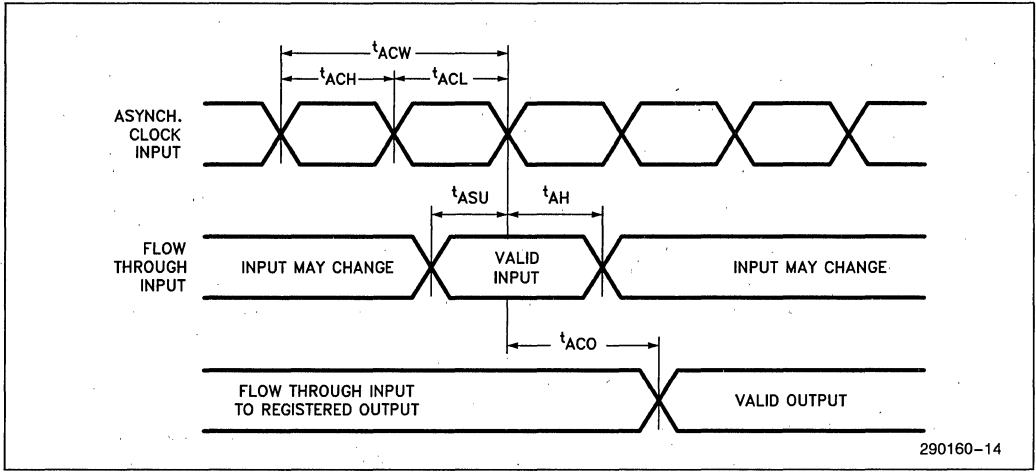 tACW
tACH
tACL
ASYNCH.
CLOCK
INPUT
tASU
tAH
FLOW
THROUGH
INPUT
INPUT MAY CHANGE
VALID
INPUT
INPUT MAY CHANGE
tACO
FLOW THROUGH INPUT
TO REGISTERED OUTPUT
VALID OUTPUT
290160-14